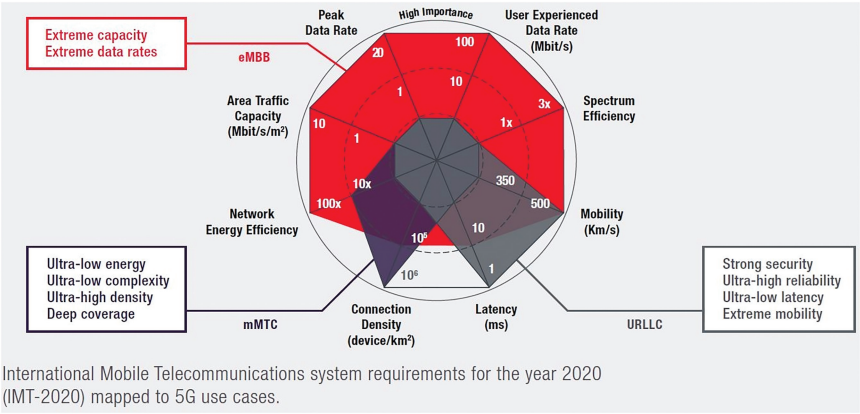 High Importance
Peak
Data Rate
User Experienced
Data Rate
(Mbit/s)
Extreme capacity
Extreme data rates
eMBB
20
100
1
10
Area Traffic
Capacity
(Mbit/s/m²)
10
1
3x
1x
Spectrum
Efficiency
10x
350
100x
500
Network
Energy Efficiency
Mobility
(Km/s)
10⁵
10
10⁶
1
Ultra-low energy
Ultra-low complexity
Ultra-high density
Deep coverage
mMTC
Connection
Density
(device/km²)
Latency
(ms)
URLLC
Strong security
Ultra-high reliability
Ultra-low latency
Extreme mobility
International Mobile Telecommunications system requirements for the year 2020
(IMT-2020) mapped to 5G use cases.